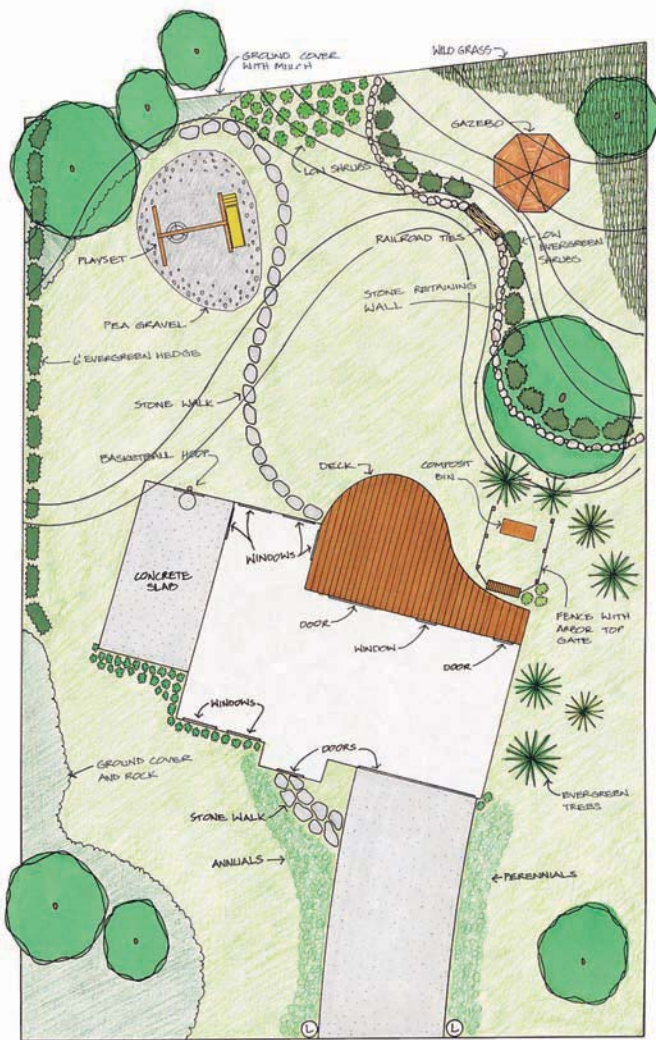 GROUND COVER
WITH MULCH
WILD GRASS
GAZEBO
LOW SHRUBS
PLAYSET
RAILROAD TIES
LOW
EVERGREEN
SHRUBS
STONE RETAINING
WALL
PEA GRAVEL
6' EVERGREEN HEDGE
STONE WALK
BASKETBALL HOOP
DECK
COMPOST
BIN
WINDOWS
CONCRETE
SLAB
DOOR
WINDOW
DOOR
FENCE WITH
ARBOR TOP
GATE
WINDOWS
DOORS
GROUND COVER
AND ROCK
STONE WALK
EVERGREEN
TREES
ANNUALS
PERENNIALS
L
L